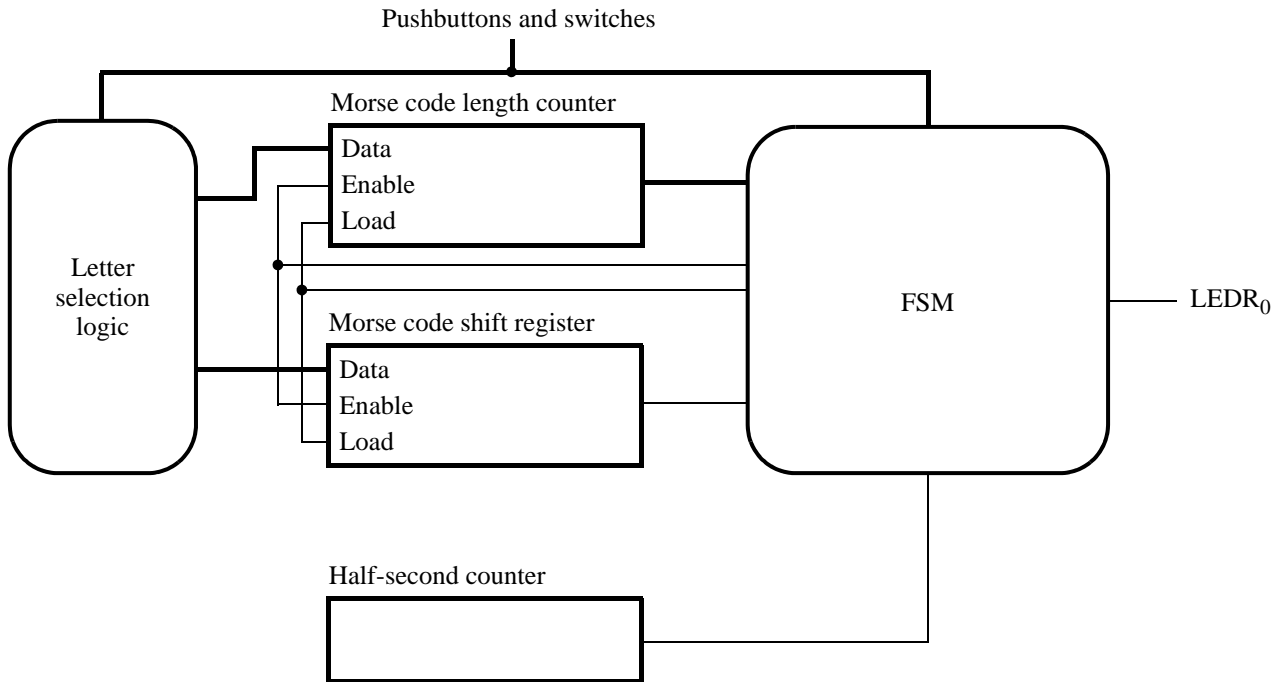 Pushbuttons and switches
Morse code length counter
Data
Enable
Load
Letter
selection
logic
FSM
LEDR0
Morse code shift register
Data
Enable
Load
Half-second counter